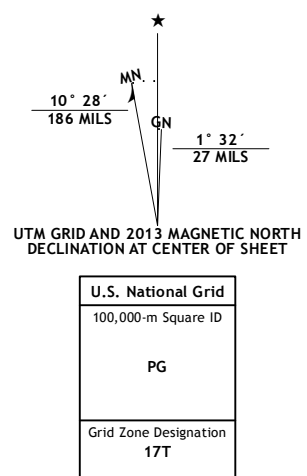 ★
MN
GN
10° 28´
186 MILS
1° 32´
27 MILS
UTM GRID AND 2013 MAGNETIC NORTH
DECLINATION AT CENTER OF SHEET
U.S. National Grid
100,000-m Square ID
PG
Grid Zone Designation
17T